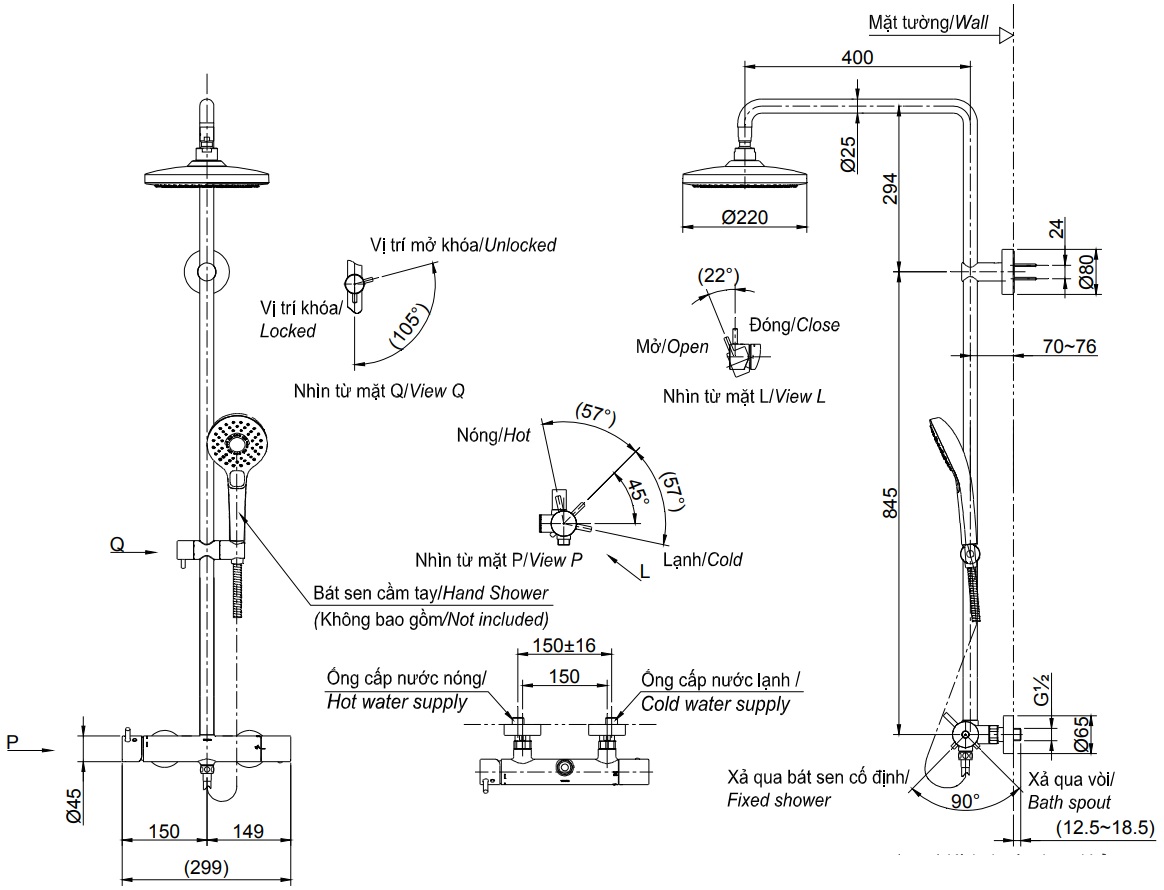 Mặt tường/Wall
400
Ø25
294
Ø220
24
Ø80
Vị trí mở khóa/Unlocked
Vị trí khóa/
Locked
(105°)
Nhìn từ mặt Q/View Q
(22°)
Đóng/Close
Mở/Open
Nhìn từ mặt L/View L
70~76
Nóng/Hot
(57°)
45°
(57°)
845
Q
Nhìn từ mặt P/View P
Lạnh/Cold
L
Bát sen cầm tay/Hand Shower
(Không bao gồm/Not included)
150±16
150
Ống cấp nước nóng/
Hot water supply
Ống cấp nước lạnh /
Cold water supply
G1½
Ø65
P
Ø45
Xả qua bát sen cố định/
Fixed shower
90°
Xả qua vòi/
Bath spout
(12.5~18.5)
150
149
(299)